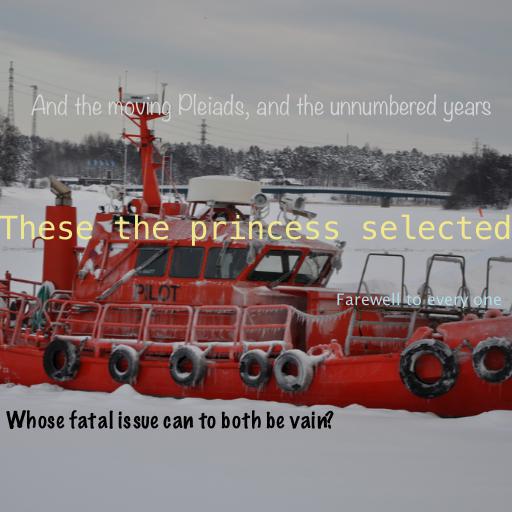 And the moving Pleiads, and the unnumbered years
These the princess selected
PILOT
Farewell to every one
Whose fatal issue can to both be vain?